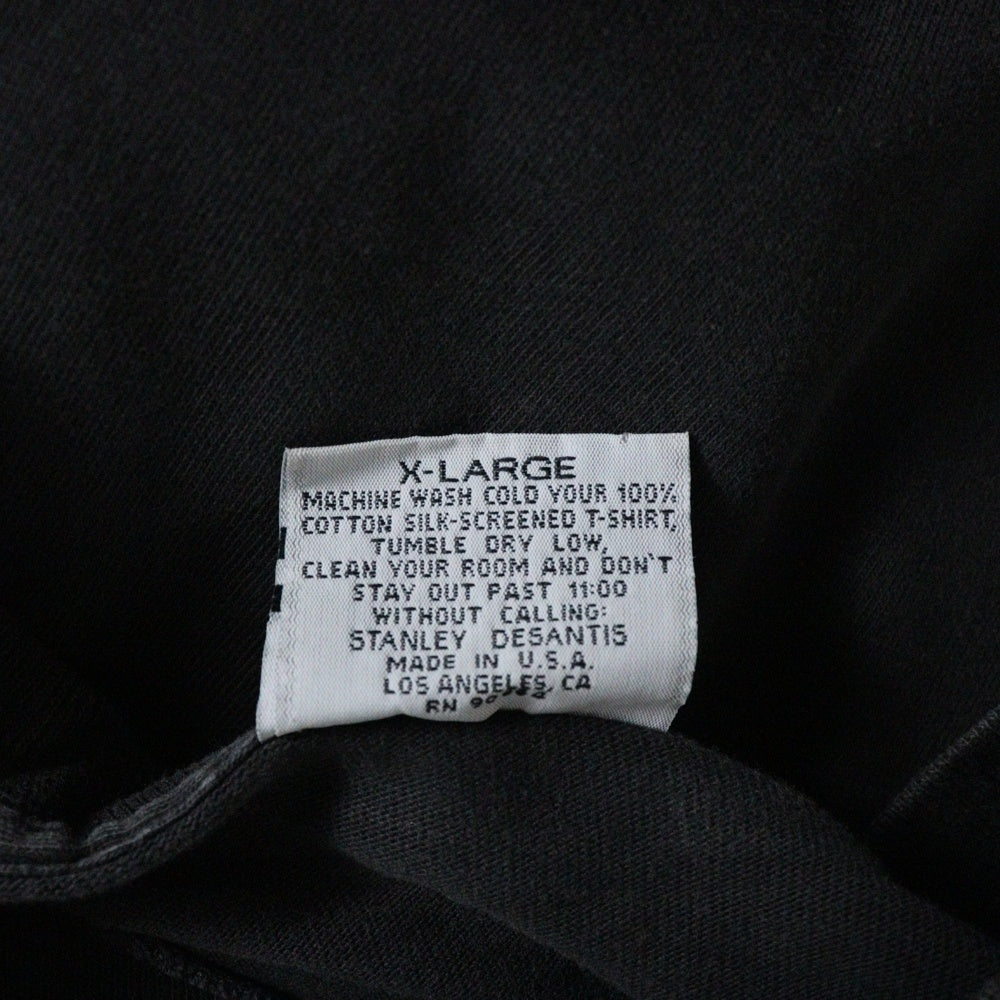 X-LARGE
MACHINE WASH COLD YOUR 100%
COTTON SILK-SCREENED T-SHIRT,
TUMBLE DRY LOW,
CLEAN YOUR ROOM AND DON'T
STAY OUT PAST 11:00
WITHOUT CALLING:
STANLEY DESANTIS
MADE IN U.S.A.
LOS ANGELES, CA
RN